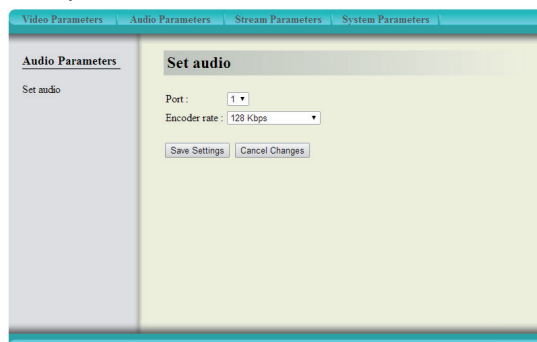 Video Parameters Audio Parameters Stream Parameters System Parameters
Audio Parameters
Set audio
Set audio
Port : 1
Encoder rate : 128 Kbps
Save Settings Cancel Changes